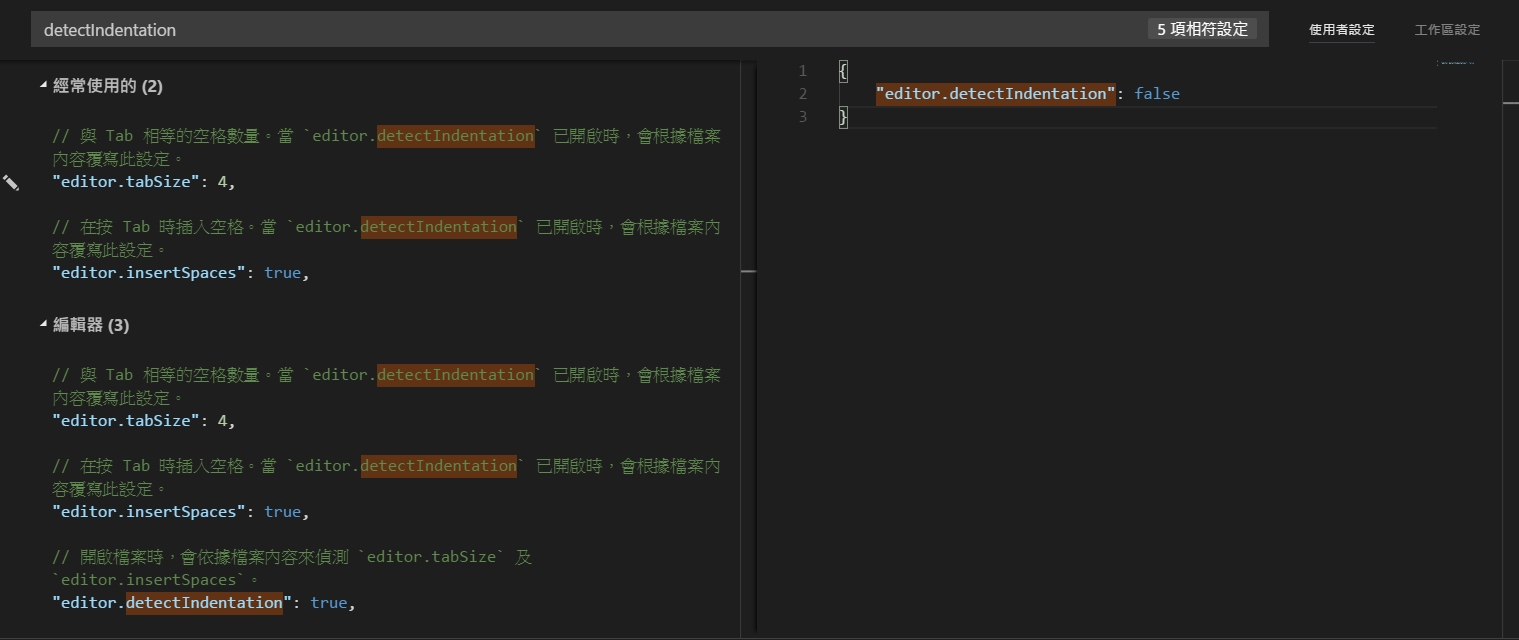 detectIndentation
5 項相符設定
使用者設定
工作區設定
經常使用的 (2)
// 與 Tab 相等的空格數量。當 `editor.detectIndentation` 已開啟時，會根據檔案
內容覆寫此設定。
"editor.tabSize": 4,
// 在按 Tab 時插入空格。當 `editor.detectIndentation` 已開啟時，會根據檔案內
容覆寫此設定。
"editor.insertSpaces": true,
編輯器 (3)
// 與 Tab 相等的空格數量。當 `editor.detectIndentation` 已開啟時，會根據檔案
內容覆寫此設定。
"editor.tabSize": 4,
// 在按 Tab 時插入空格。當 `editor.detectIndentation` 已開啟時，會根據檔案內
容覆寫此設定。
"editor.insertSpaces": true,
// 開啟檔案時，會依據檔案內容來偵測 `editor.tabSize` 及
`editor.insertSpaces`。
"editor.detectIndentation": true,
1 {
2 "editor.detectIndentation": false
3 }